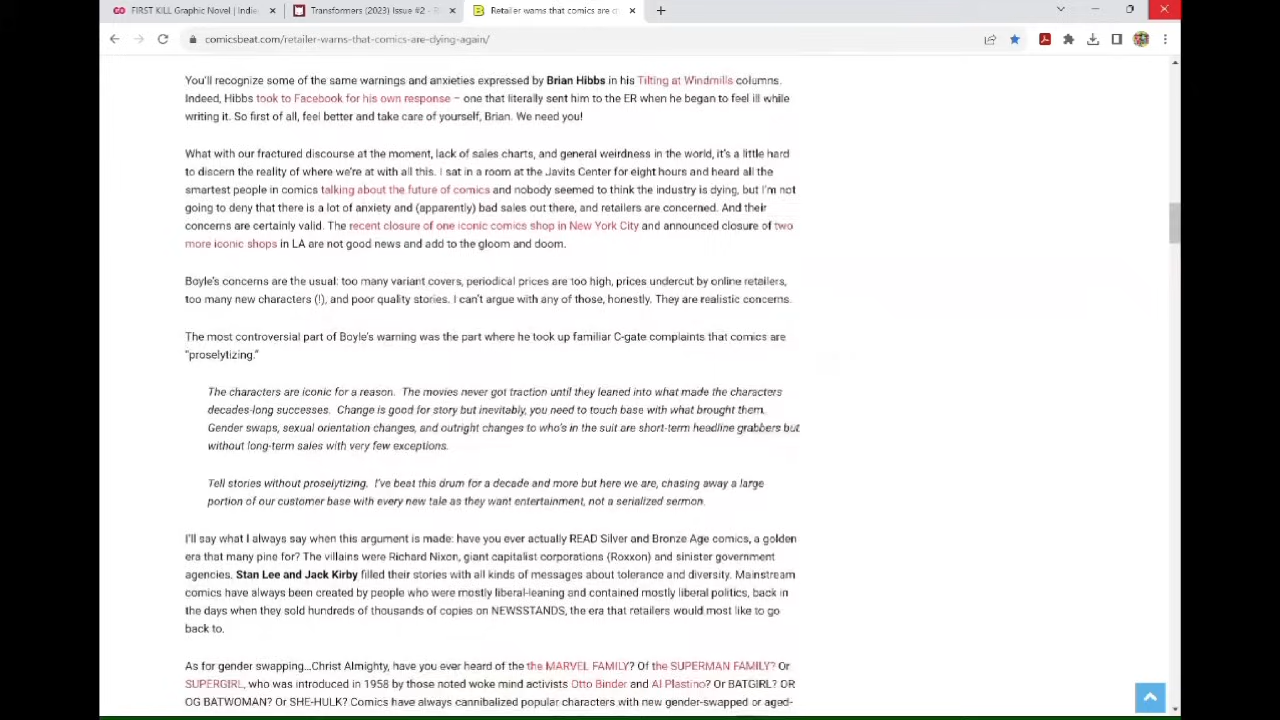 FIRST KILL Graphic Novel | Indie
Transformers (2023) Issue #2 - R
Retailer warns that comics are d
comicsbeat.com/retailer-warns-that-comics-are-dying-again/
You'll recognize some of the same warnings and anxieties expressed by Brian Hibbs in his Tilting at Windmills columns.
Indeed, Hibbs took to Facebook for his own response – one that literally sent him to the ER when he began to feel ill while
writing it. So first of all, feel better and take care of yourself, Brian. We need you!
What with our fractured discourse at the moment, lack of sales charts, and general weirdness in the world, it's a little hard
to discern the reality of where we're at with all this. I sat in a room at the Javits Center for eight hours and heard all the
smartest people in comics talking about the future of comics and nobody seemed to think the industry is dying, but I'm not
going to deny that there is a lot of anxiety and (apparently) bad sales out there, and retailers are concerned. And their
concerns are certainly valid. The recent closure of one iconic comics shop in New York City and announced closure of two
more iconic shops in LA are not good news and add to the gloom and doom.
Boyle's concerns are the usual: too many variant covers, periodical prices are too high, prices undercut by online retailers,
too many new characters (!), and poor quality stories. I can't argue with any of those, honestly. They are realistic concerns.
The most controversial part of Boyle's warning was the part where he took up familiar C-gate complaints that comics are
"proselytizing."
The characters are iconic for a reason. The movies never got traction until they leaned into what made the characters
decades-long successes. Change is good for story but inevitably, you need to touch base with what brought them.
Gender swaps, sexual orientation changes, and outright changes to who's in the suit are short-term headline grabbers but
without long-term sales with very few exceptions.
Tell stories without proselytizing. I've beat this drum for a decade and more but here we are, chasing away a large
portion of our customer base with every new tale as they want entertainment, not a serialized sermon.
I'll say what I always say when this argument is made: have you ever actually READ Silver and Bronze Age comics, a golden
era that many pine for? The villains were Richard Nixon, giant capitalist corporations (Roxxon) and sinister government
agencies. Stan Lee and Jack Kirby filled their stories with all kinds of messages about tolerance and diversity. Mainstream
comics have always been created by people who were mostly liberal-leaning and contained mostly liberal politics, back in
the days when they sold hundreds of thousands of copies on NEWSSTANDS, the era that retailers would most like to go
back to.
As for gender swapping…Christ Almighty, have you ever heard of the the MARVEL FAMILY? Of the SUPERMAN FAMILY? Or
SUPERGIRL, who was introduced in 1958 by those noted woke mind activists Otto Binder and Al Plastino? Or BATGIRL? OR
OG BATWOMAN? Or SHE-HULK? Comics have always cannibalized popular characters with new gender-swapped or aged-